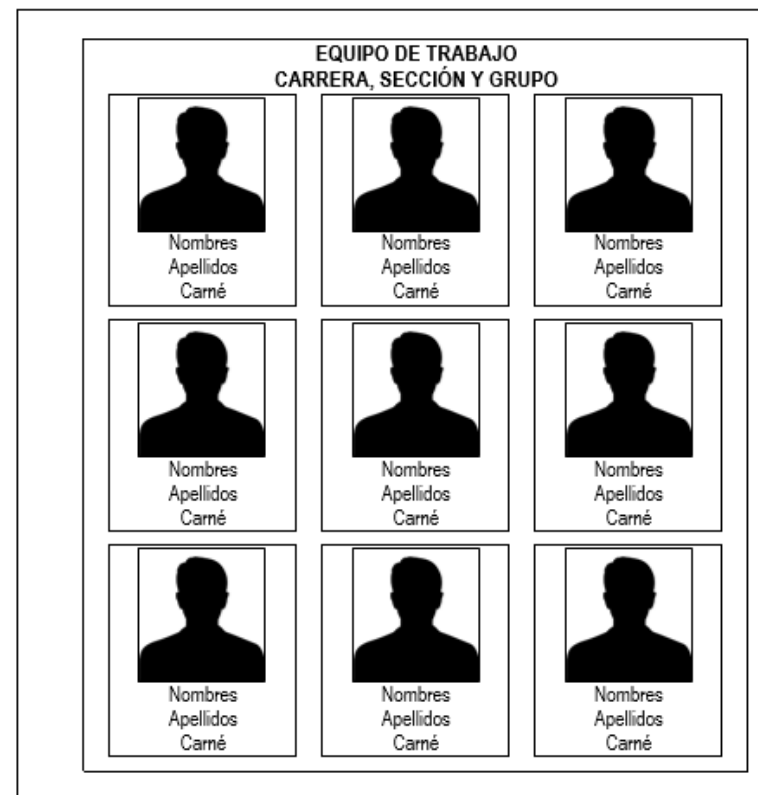 EQUIPO DE TRABAJO
CARRERA, SECCIÓN Y GRUPO
Nombres
Apellidos
Carné
Nombres
Apellidos
Carné
Nombres
Apellidos
Carné
Nombres
Apellidos
Carné
Nombres
Apellidos
Carné
Nombres
Apellidos
Carné
Nombres
Apellidos
Carné
Nombres
Apellidos
Carné
Nombres
Apellidos
Carné